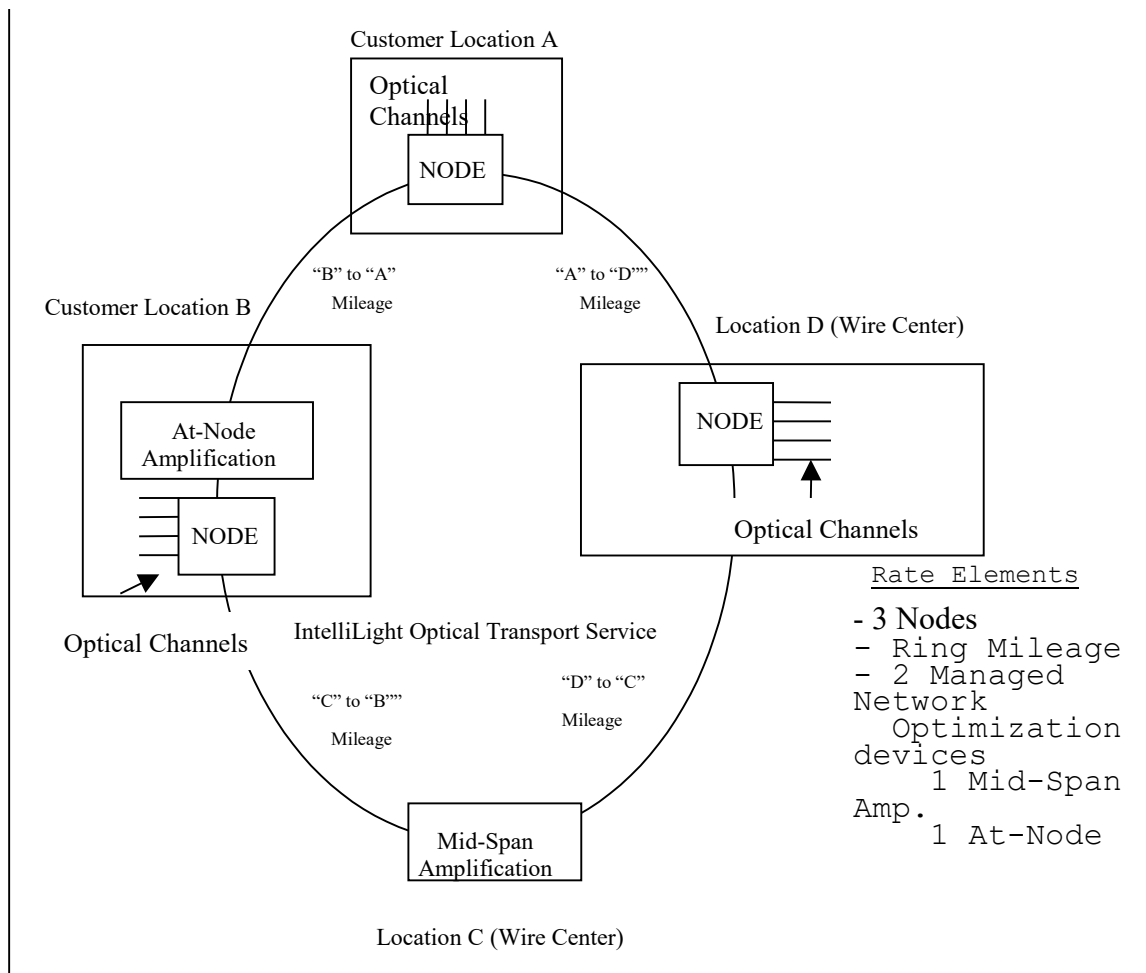 Customer Location A
Optical
Channels
NODE
“B” to “A”
Mileage
“A” to “D””
Mileage
Customer Location B
Location D (Wire Center)
At-Node
Amplification
NODE
NODE
Optical Channels
Optical Channels
IntelliLight Optical Transport Service
“C” to “B””
Mileage
“D” to “C”
Mileage
Rate Elements
- 3 Nodes
- Ring Mileage
- 2 Managed
Network
Optimization
devices
1 Mid-Span
Amp.
1 At-Node
Mid-Span
Amplification
Location C (Wire Center)